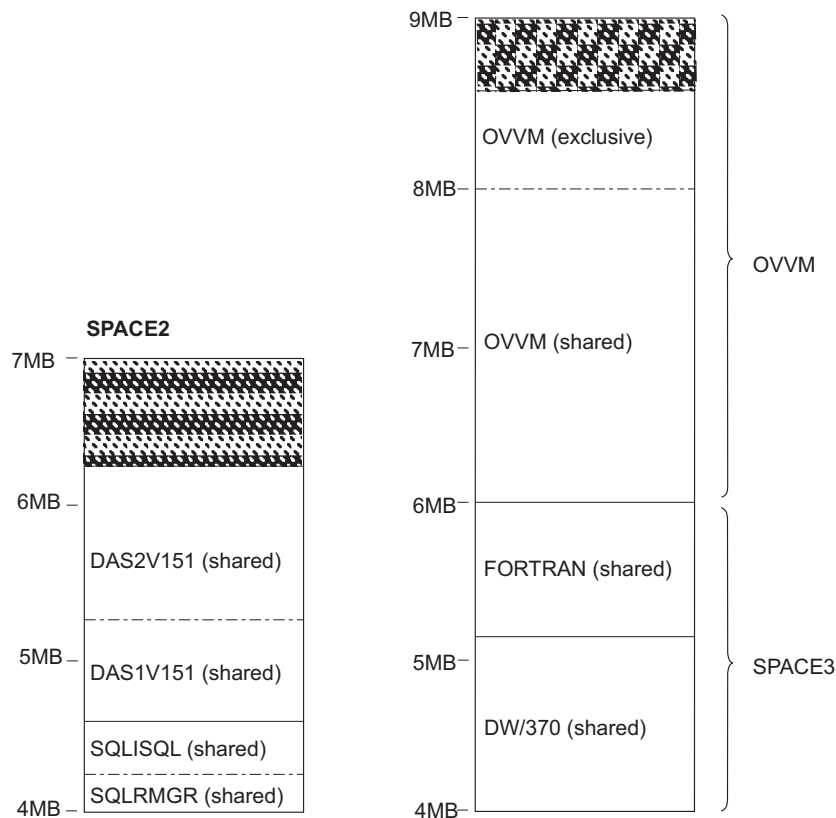 SPACE2
7MB
6MB
DAS2V151 (shared)
5MB
DAS1V151 (shared)
SQLISQL (shared)
SQLRMGR (shared)
4MB
9MB
OVVM (exclusive)
8MB
OVVM
OVVM (shared)
7MB
6MB
FORTRAN (shared)
5MB
SPACE3
DW/370 (shared)
4MB